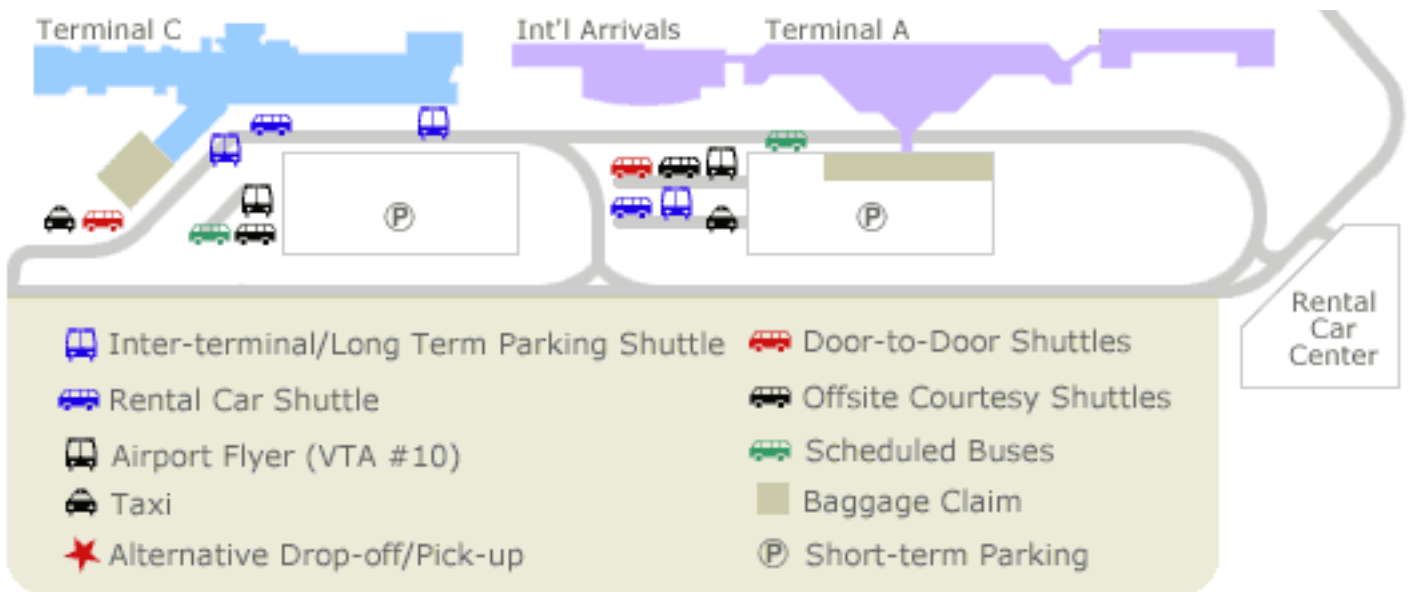 Terminal C
Int'l Arrivals
Terminal A
P
P
Rental
Car
Center
Inter-terminal/Long Term Parking Shuttle
Rental Car Shuttle
Airport Flyer (VTA #10)
Taxi
Alternative Drop-off/Pick-up
Door-to-Door Shuttles
Offsite Courtesy Shuttles
Scheduled Buses
Baggage Claim
P Short-term Parking